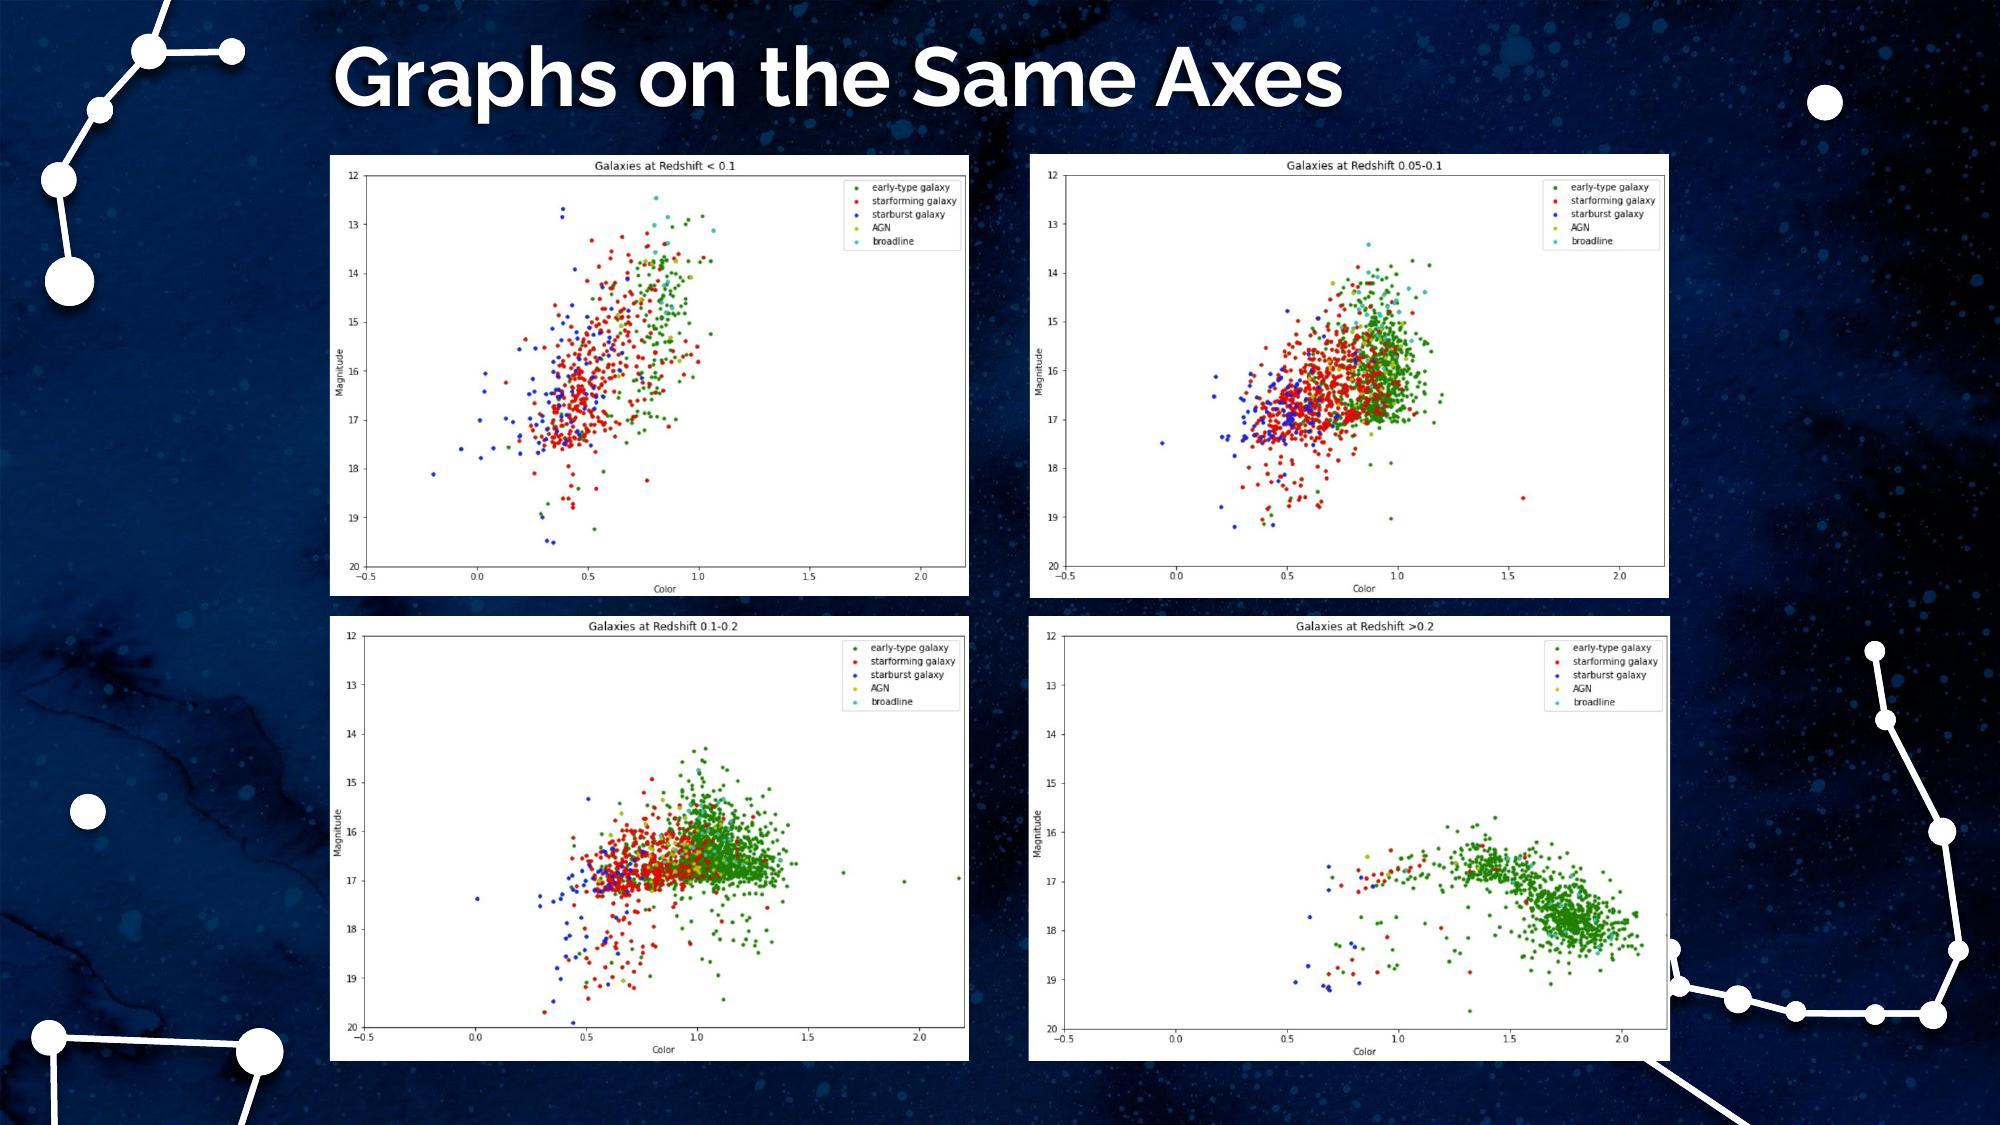 Graphs on the Same Axes
Galaxies at Redshift < 0.1
12
13
14
15
16
17
18
19
20
Magnitude
early-type galaxy
starforming galaxy
starburst galaxy
AGN
broadline
−0.5 0.0 0.5 1.0 1.5 2.0
Color
Galaxies at Redshift 0.05-0.1
12
13
14
15
16
17
18
19
20
Magnitude
early-type galaxy
starforming galaxy
starburst galaxy
AGN
broadline
−0.5 0.0 0.5 1.0 1.5 2.0
Color
Galaxies at Redshift 0.1-0.2
12
13
14
15
16
17
18
19
20
Magnitude
early-type galaxy
starforming galaxy
starburst galaxy
AGN
broadline
−0.5 0.0 0.5 1.0 1.5 2.0
Color
Galaxies at Redshift >0.2
12
13
14
15
16
17
18
19
20
Magnitude
early-type galaxy
starforming galaxy
starburst galaxy
AGN
broadline
−0.5 0.0 0.5 1.0 1.5 2.0
Color